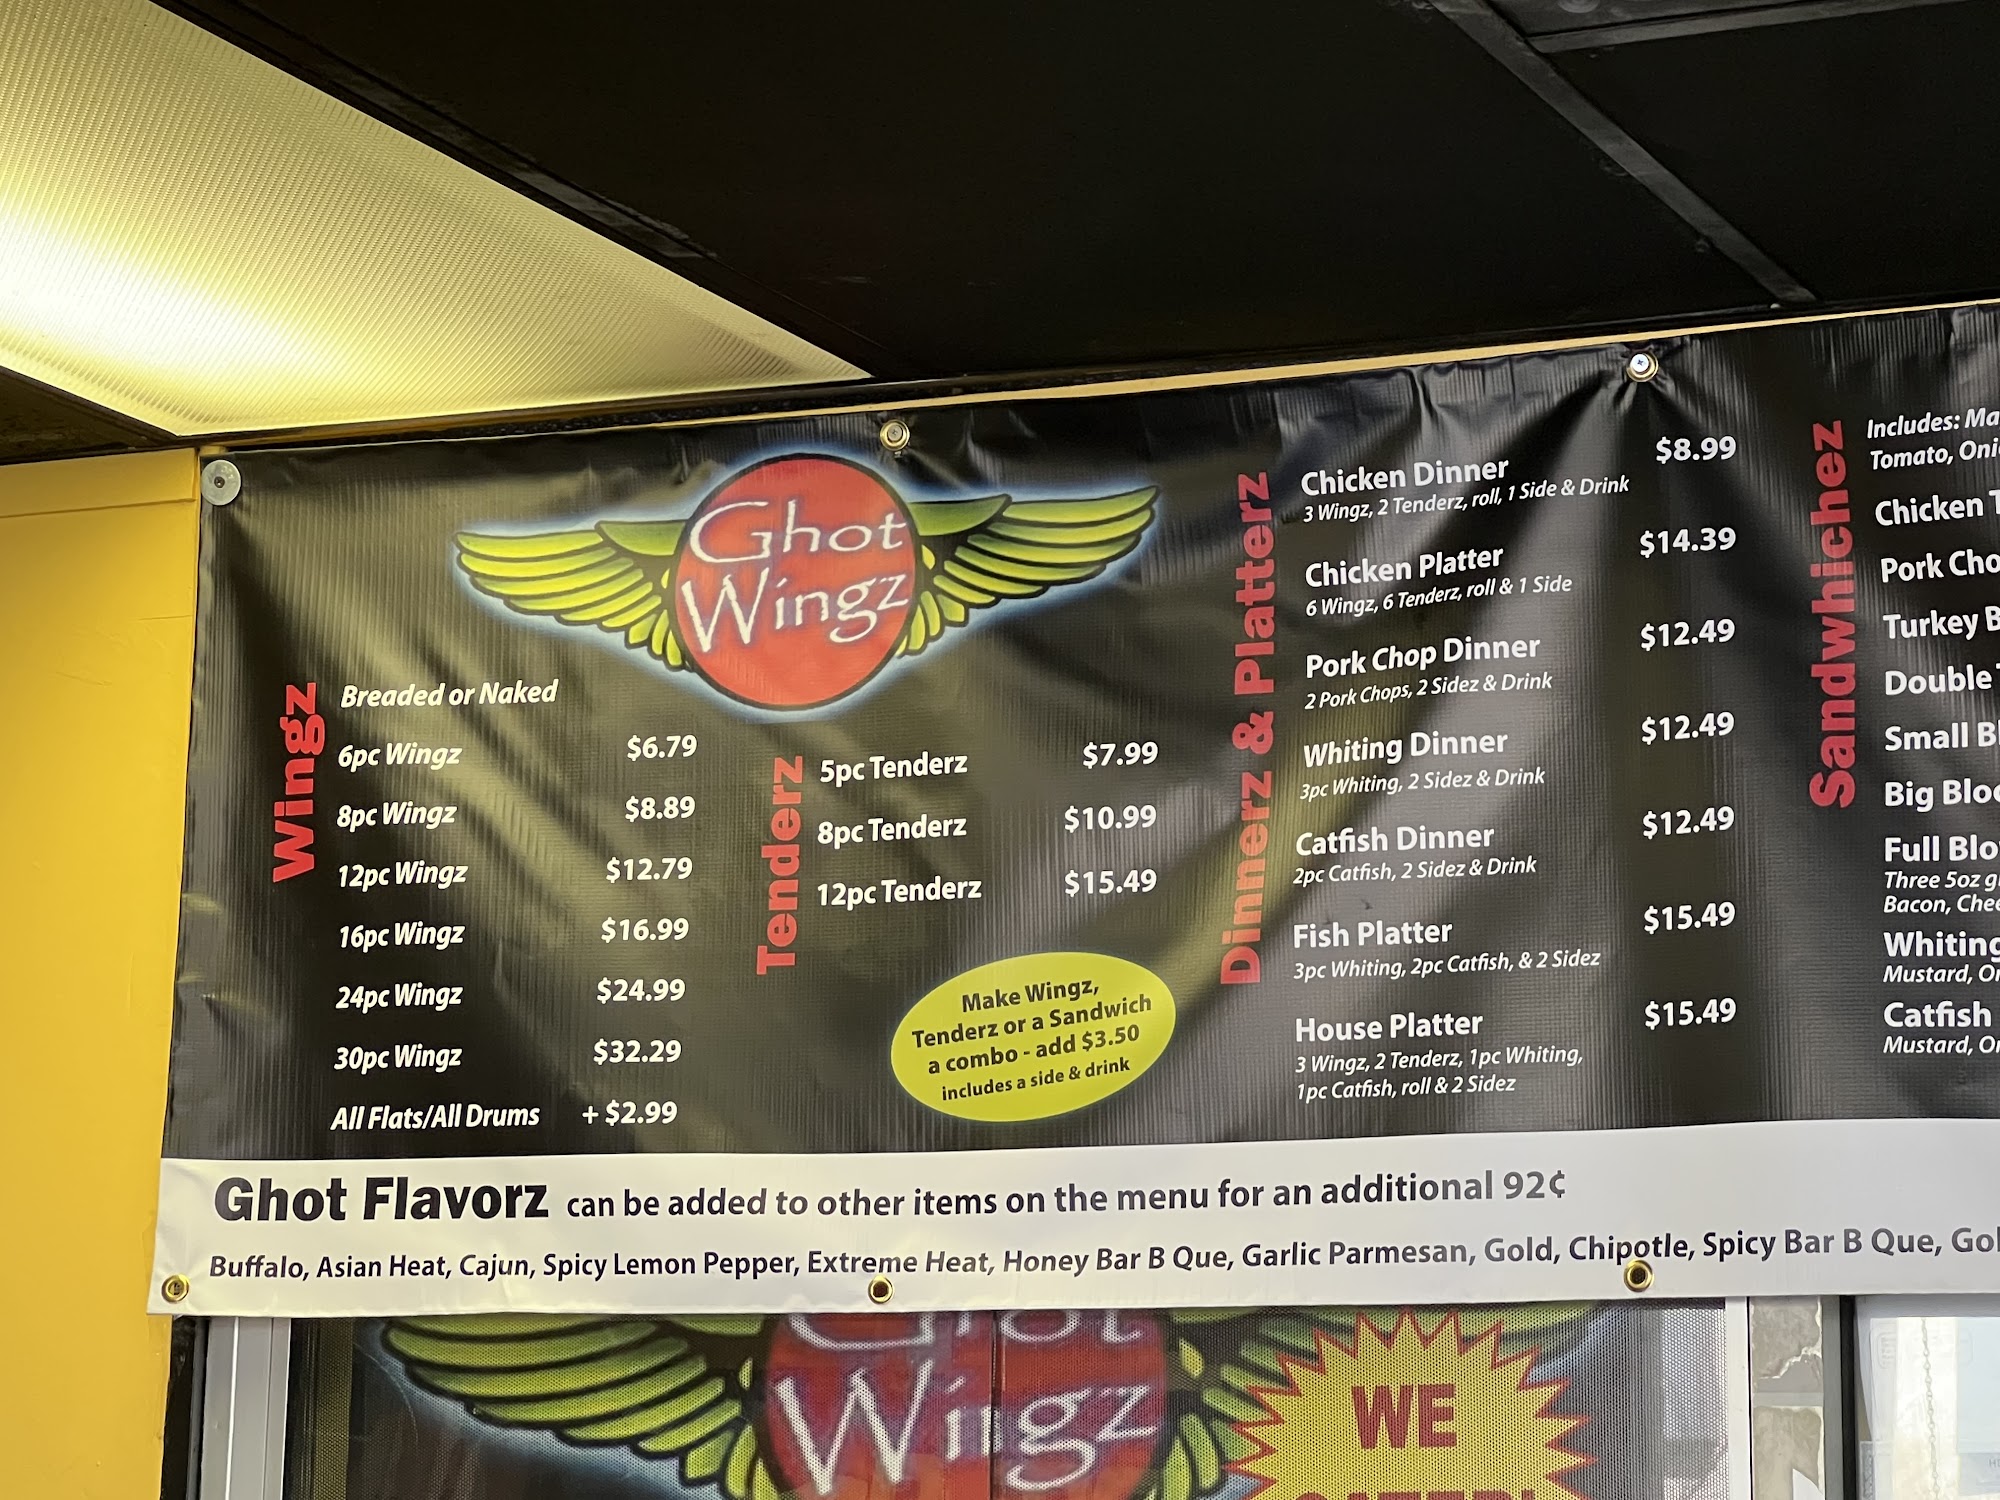 Ghot
Wingz
Wingz
Breaded or Naked
6pc Wingz $6.79
8pc Wingz $8.89
12pc Wingz $12.79
16pc Wingz $16.99
24pc Wingz $24.99
30pc Wingz $32.29
All Flats/All Drums + $2.99
Tenderz
5pc Tenderz $7.99
8pc Tenderz $10.99
12pc Tenderz $15.49
Make Wingz,
Tenderz or a Sandwich
a combo - add $3.50
includes a side & drink
Dinnerz & Platterz
Chicken Dinner $8.99
3 Wingz, 2 Tenderz, roll, 1 Side & Drink
Chicken Platter $14.39
6 Wingz, 6 Tenderz, roll & 1 Side
Pork Chop Dinner $12.49
2 Pork Chops, 2 Sidez & Drink
Whiting Dinner $12.49
3pc Whiting, 2 Sidez & Drink
Catfish Dinner $12.49
2pc Catfish, 2 Sidez & Drink
Fish Platter $15.49
3pc Whiting, 2pc Catfish, & 2 Sidez
House Platter $15.49
3 Wingz, 2 Tenderz, 1pc Whiting,
1pc Catfish, roll & 2 Sidez
Sandwhichez
Includes:
Tomato,
Chicken
Pork
Turkey
Double
Small
Big
Full
Three 5oz
Bacon,
Whiting
Mustard,
Catfish
Mustard,
Ghot Flavorz can be added to other items on the menu for an additional 92¢
Buffalo, Asian Heat, Cajun, Spicy Lemon Pepper, Extreme Heat, Honey Bar B Que, Garlic Parmesan, Gold, Chipotle, Spicy Bar B Que,
Ghot
Wingz
WE